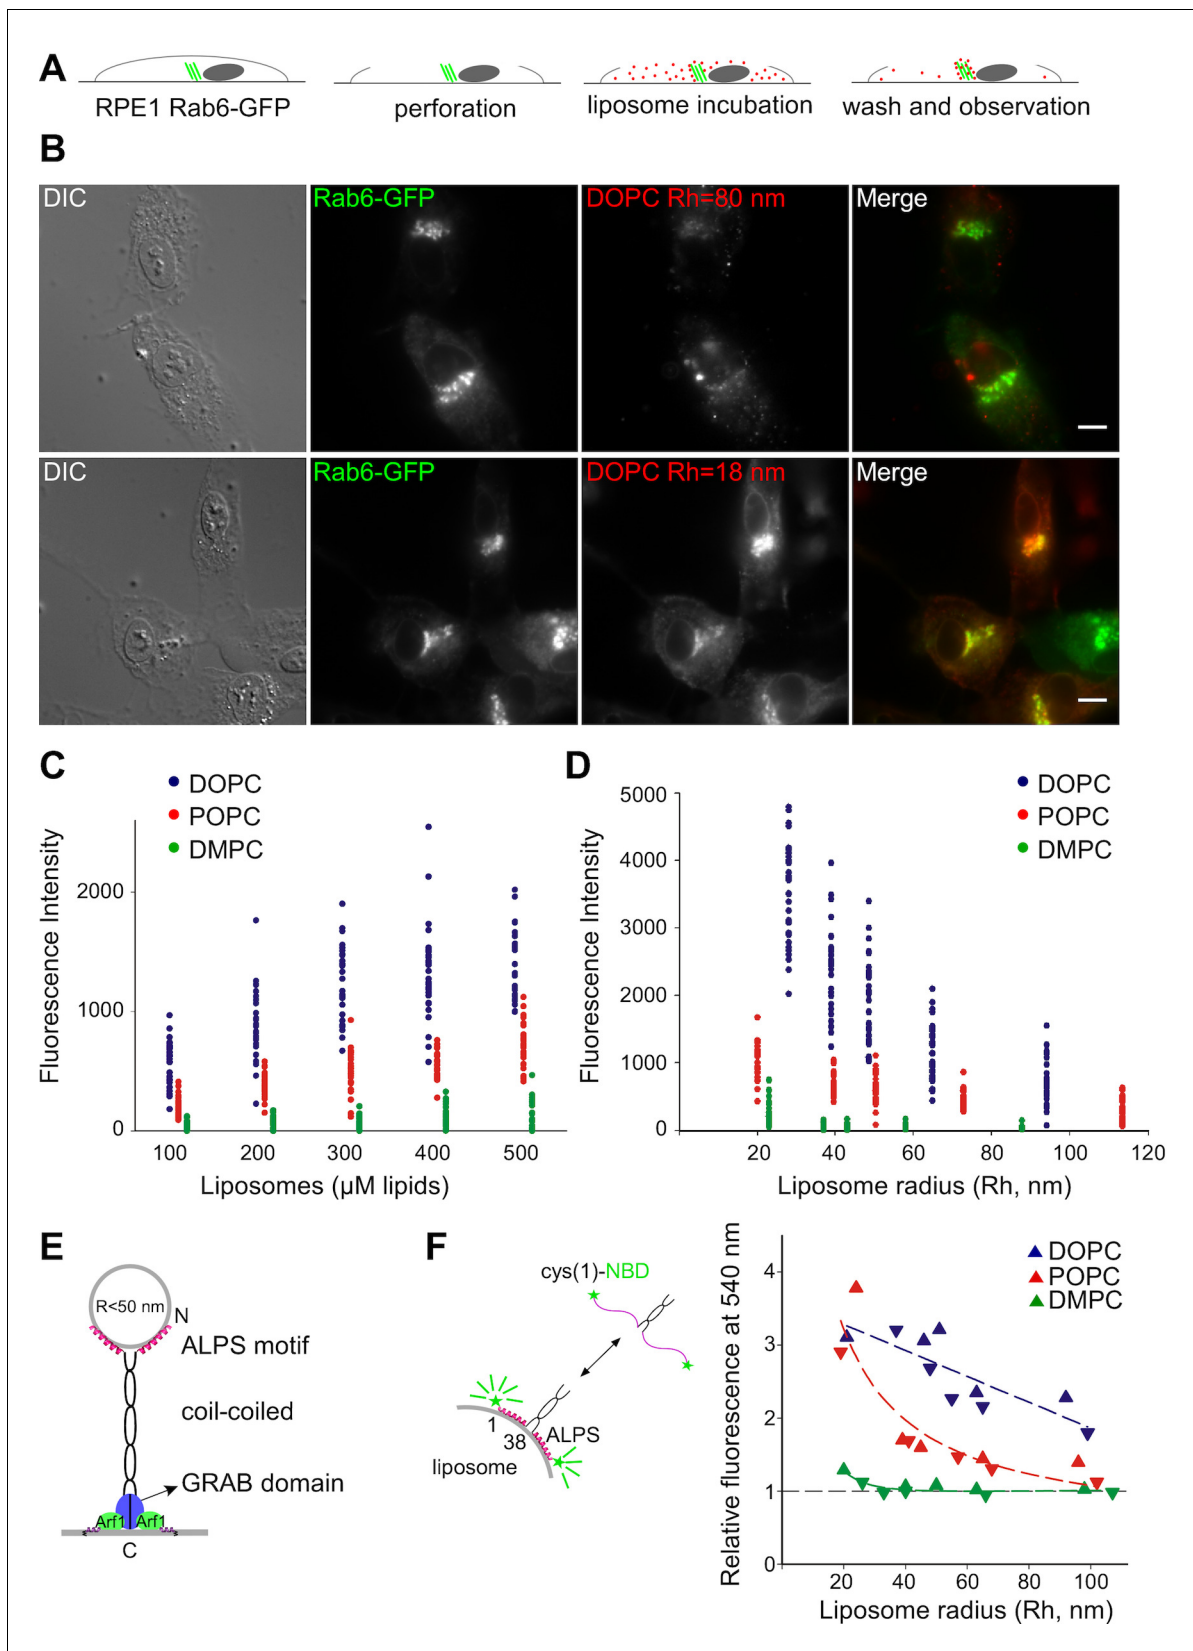 A
RPE1 Rab6-GFP
perforation
liposome incubation
wash and observation
B
DIC
Rab6-GFP
DOPC Rh=80 nm
Merge
DIC
Rab6-GFP
DOPC Rh=18 nm
Merge
C
DOPC
POPC
DMPC
Fluorescence Intensity
2000
1000
0
100 200 300 400 500
Liposomes (µM lipids)
D
DOPC
POPC
DMPC
Fluorescence Intensity
5000
4000
3000
2000
1000
0
20 40 60 80 100 120
Liposome radius (Rh, nm)
E
R<50 nm
N
ALPS motif
coil-coiled
GRAB domain
Arf1 Arf1
C
F
cys(1)-NBD
1
38
ALPS
liposome
Relative fluorescence at 540 nm
DOPC
POPC
DMPC
4
3
2
1
0
20 40 60 80 100
Liposome radius (Rh, nm)